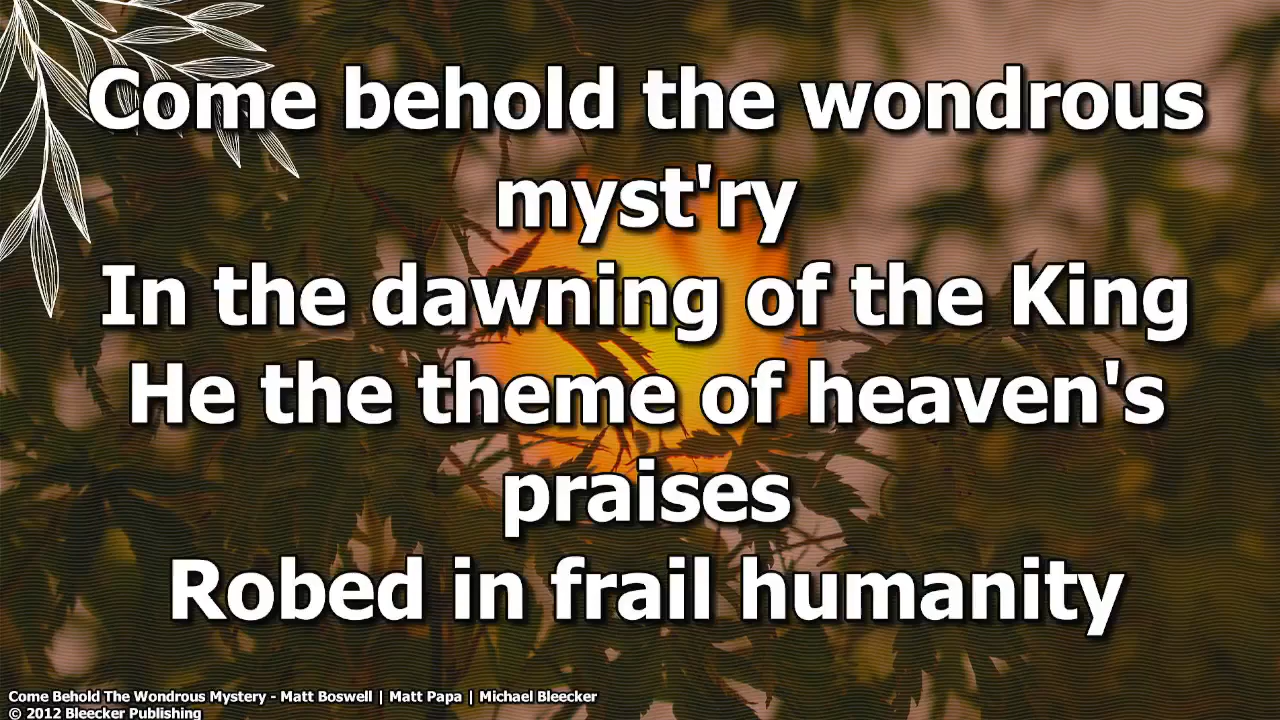 Come behold the wondrous
myst'ry
In the dawning of the King
He the theme of heaven's
praises
Robed in frail humanity
Come Behold The Wondrous Mystery - Matt Boswell | Matt Papa | Michael Bleecker
© 2012 Bleecker Publishing